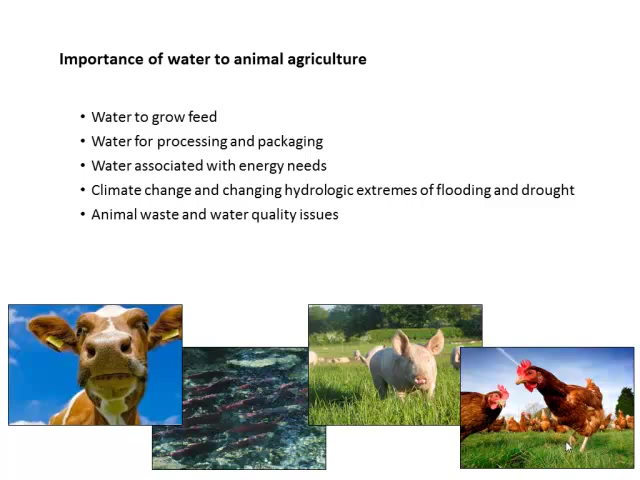 Importance of water to animal agriculture
• Water to grow feed
• Water for processing and packaging
• Water associated with energy needs
• Climate change and changing hydrologic extremes of flooding and drought
• Animal waste and water quality issues